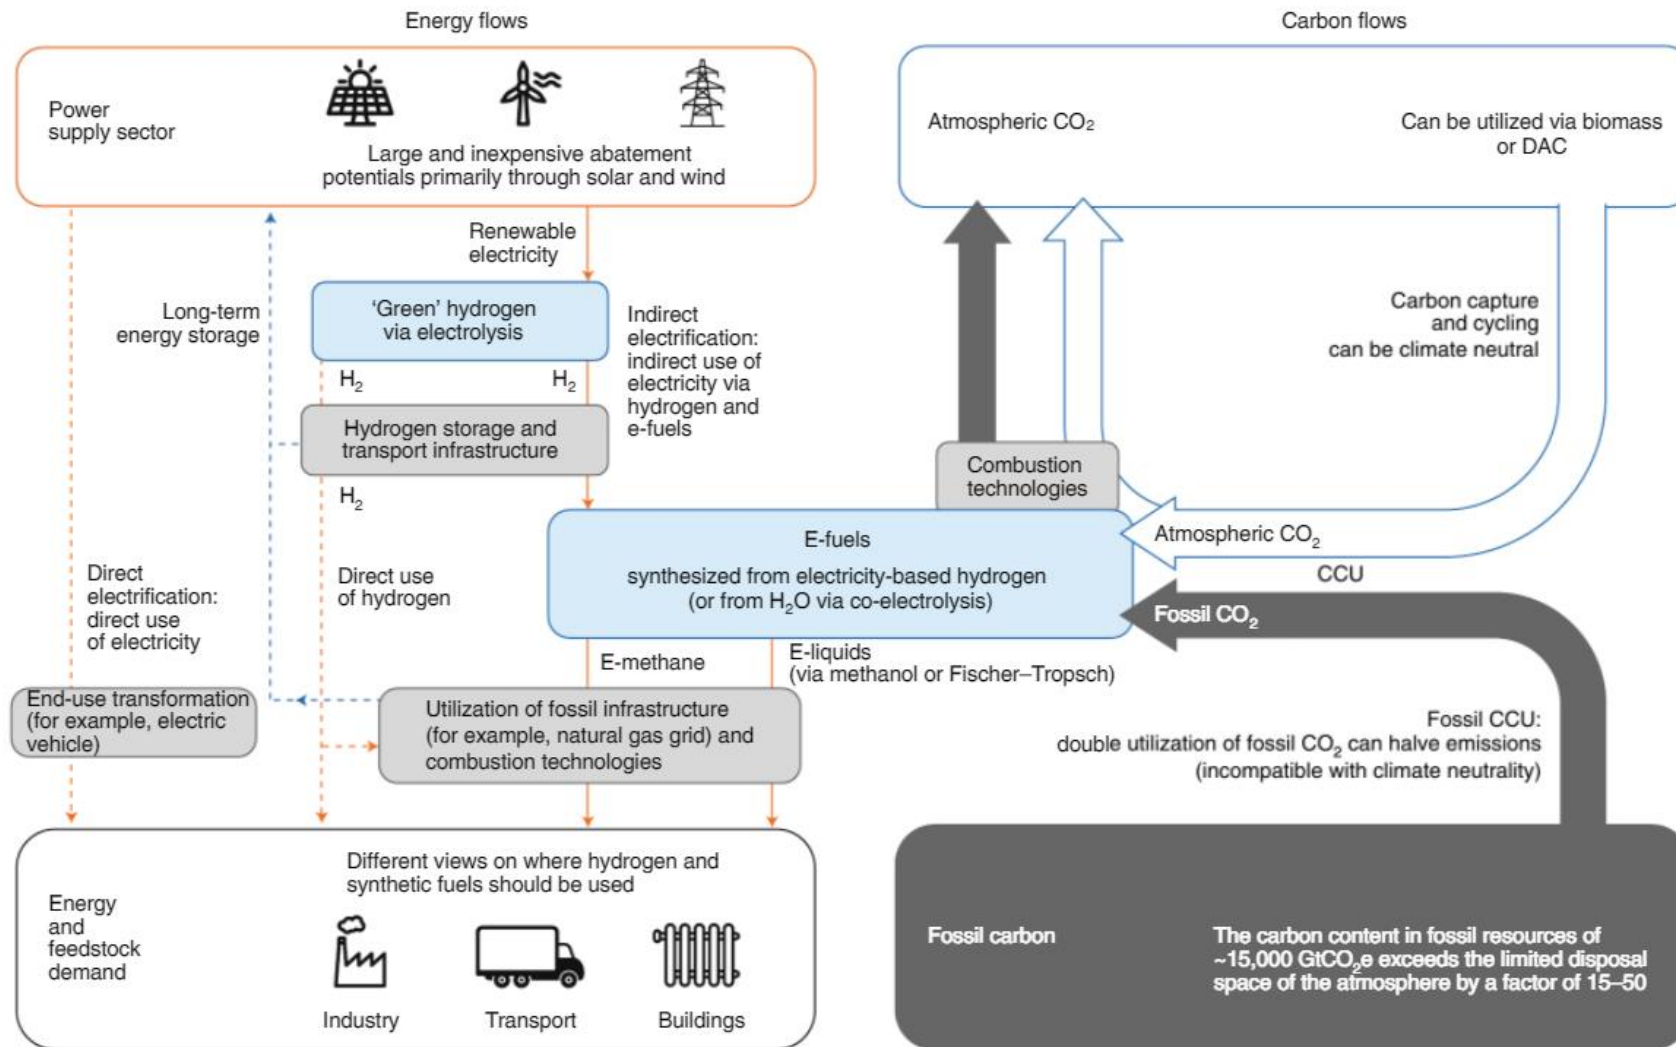 Energy flows
Power
supply sector
Large and inexpensive abatement
potentials primarily through solar and wind
Renewable
electricity
Long-term
energy storage
‘Green’ hydrogen
via electrolysis
Indirect
electrification:
indirect use of
electricity via
hydrogen and
e-fuels
H₂
H₂
Hydrogen storage and
transport infrastructure
H₂
E-fuels
synthesized from electricity-based hydrogen
(or from H₂O via co-electrolysis)
Direct
electrification:
direct use
of electricity
Direct use
of hydrogen
E-methane
E-liquids
(via methanol or Fischer–Tropsch)
End-use transformation
(for example, electric
vehicle)
Utilization of fossil infrastructure
(for example, natural gas grid) and
combustion technologies
Different views on where hydrogen and
synthetic fuels should be used
Energy
and
feedstock
demand
Industry
Transport
Buildings
Carbon flows
Atmospheric CO₂
Can be utilized via biomass
or DAC
Carbon capture
and cycling
can be climate neutral
Combustion
technologies
Atmospheric CO₂
CCU
Fossil CO₂
Fossil CCU:
double utilization of fossil CO₂ can halve emissions
(incompatible with climate neutrality)
Fossil carbon
The carbon content in fossil resources of
~15,000 GtCO₂e exceeds the limited disposal
space of the atmosphere by a factor of 15–50